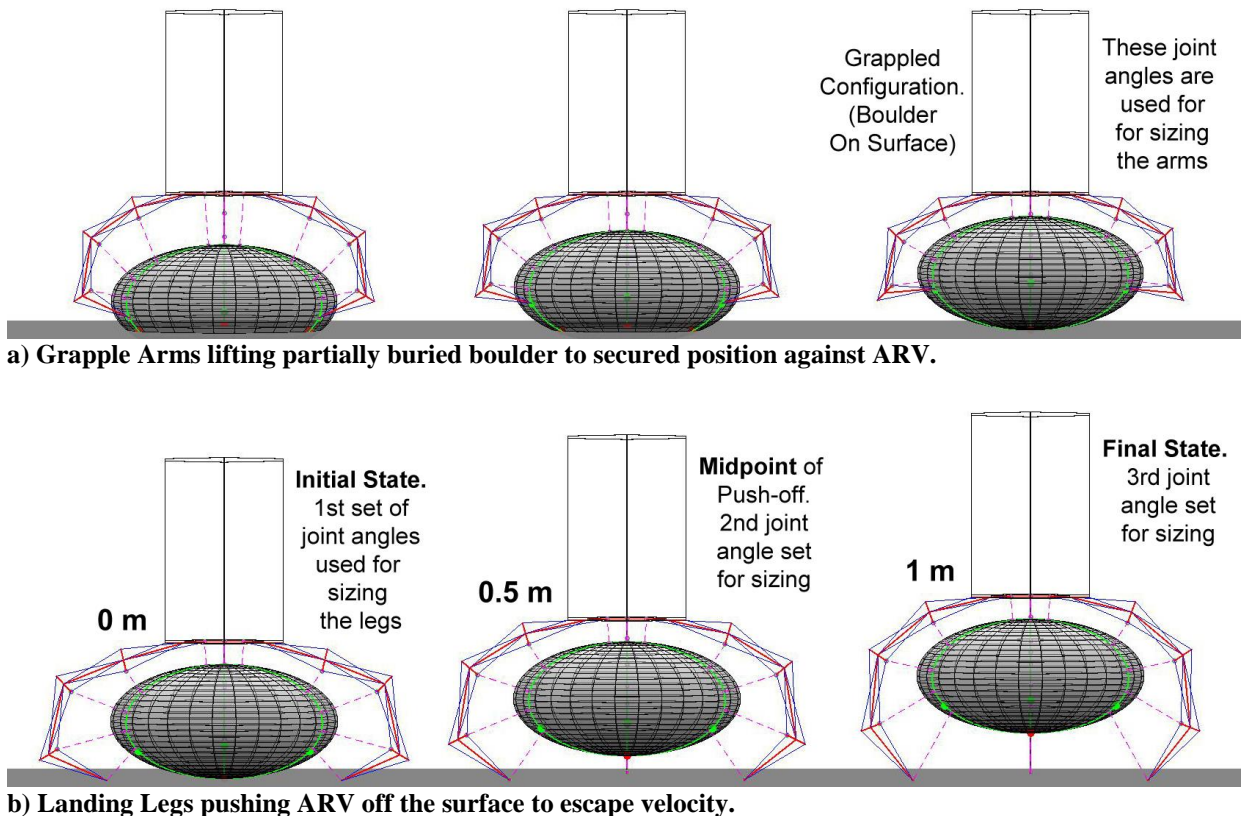 Grappled
Configuration.
(Boulder
On Surface)
These joint
angles are
used for
for sizing
the arms
a) Grapple Arms lifting partially buried boulder to secured position against ARV.
Initial State.
1st set of
joint angles
used for
sizing
the legs
0 m
Midpoint of
Push-off.
2nd joint
angle set
for sizing
0.5 m
Final State.
3rd joint
angle set
for sizing
1 m
b) Landing Legs pushing ARV off the surface to escape velocity.